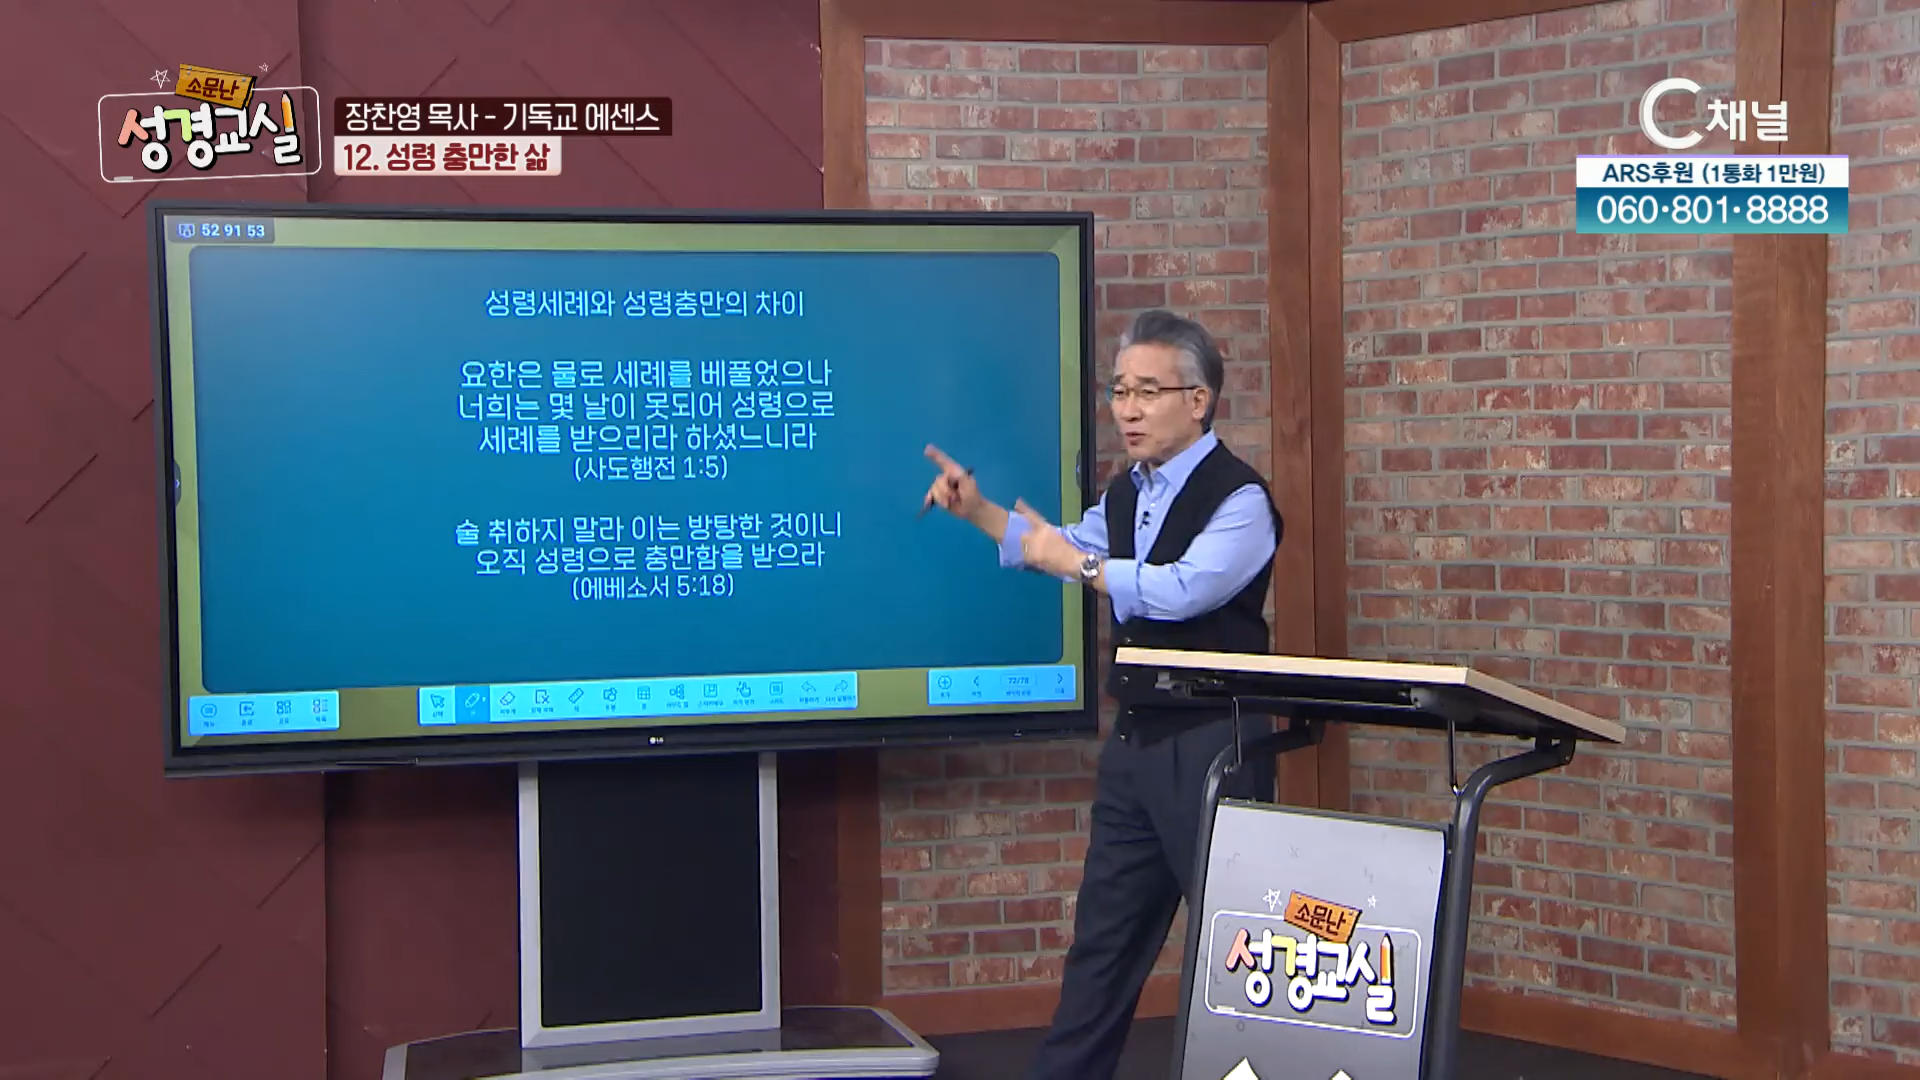 소문난
성경교실
장찬영 목사 - 기독교 에센스
12. 성령 충만한 삶
C채널
ARS후원 (1통화 1만원)
060·801·8888
52 91 53
성령세례와 성령충만의 차이
요한은 물로 세례를 베풀었으나
너희는 몇 날이 못되어 성령으로
세례를 받으리라 하셨느니라
(사도행전 1:5)
술 취하지 말라 이는 방탕한 것이니
오직 성령으로 충만함을 받으라
(에베소서 5:18)
72/78
LG
소문난
성경교실